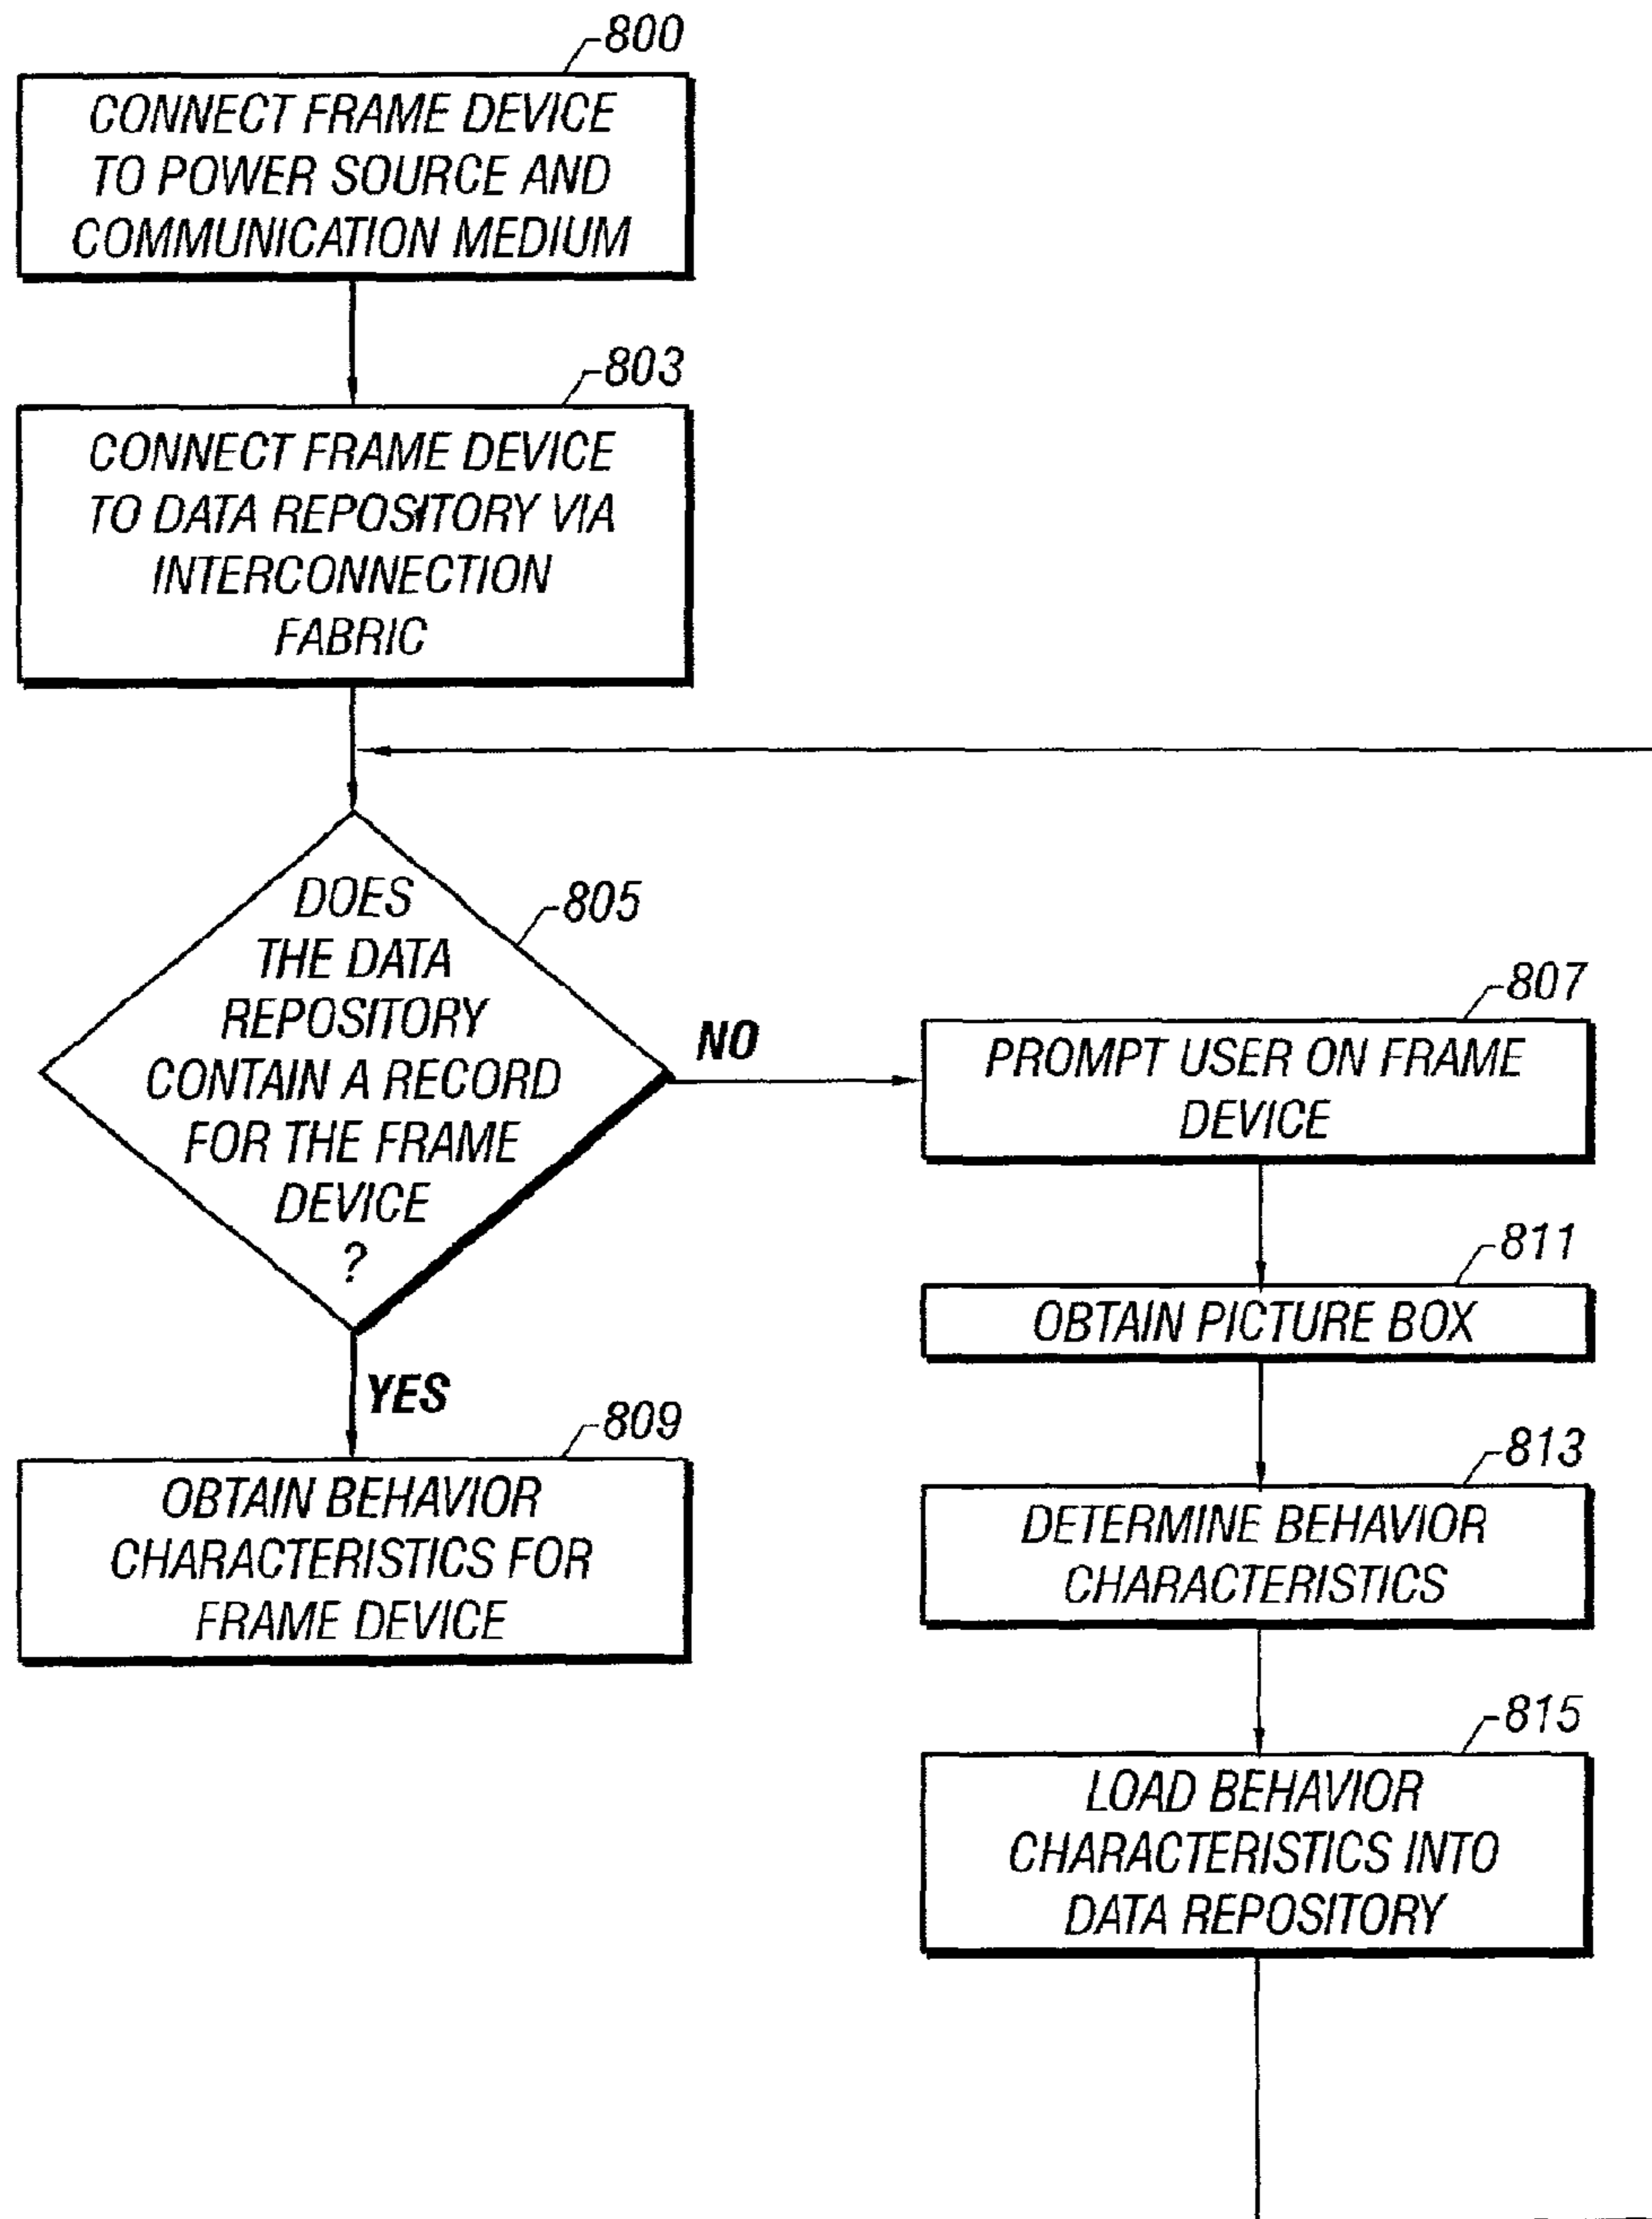 800
CONNECT FRAME DEVICE
TO POWER SOURCE AND
COMMUNICATION MEDIUM
803
CONNECT FRAME DEVICE
TO DATA REPOSITORY VIA
INTERCONNECTION
FABRIC
805
DOES
THE DATA
REPOSITORY
CONTAIN A RECORD
FOR THE FRAME
DEVICE
?
NO
807
PROMPT USER ON FRAME
DEVICE
811
OBTAIN PICTURE BOX
YES
809
OBTAIN BEHAVIOR
CHARACTERISTICS FOR
FRAME DEVICE
813
DETERMINE BEHAVIOR
CHARACTERISTICS
815
LOAD BEHAVIOR
CHARACTERISTICS INTO
DATA REPOSITORY